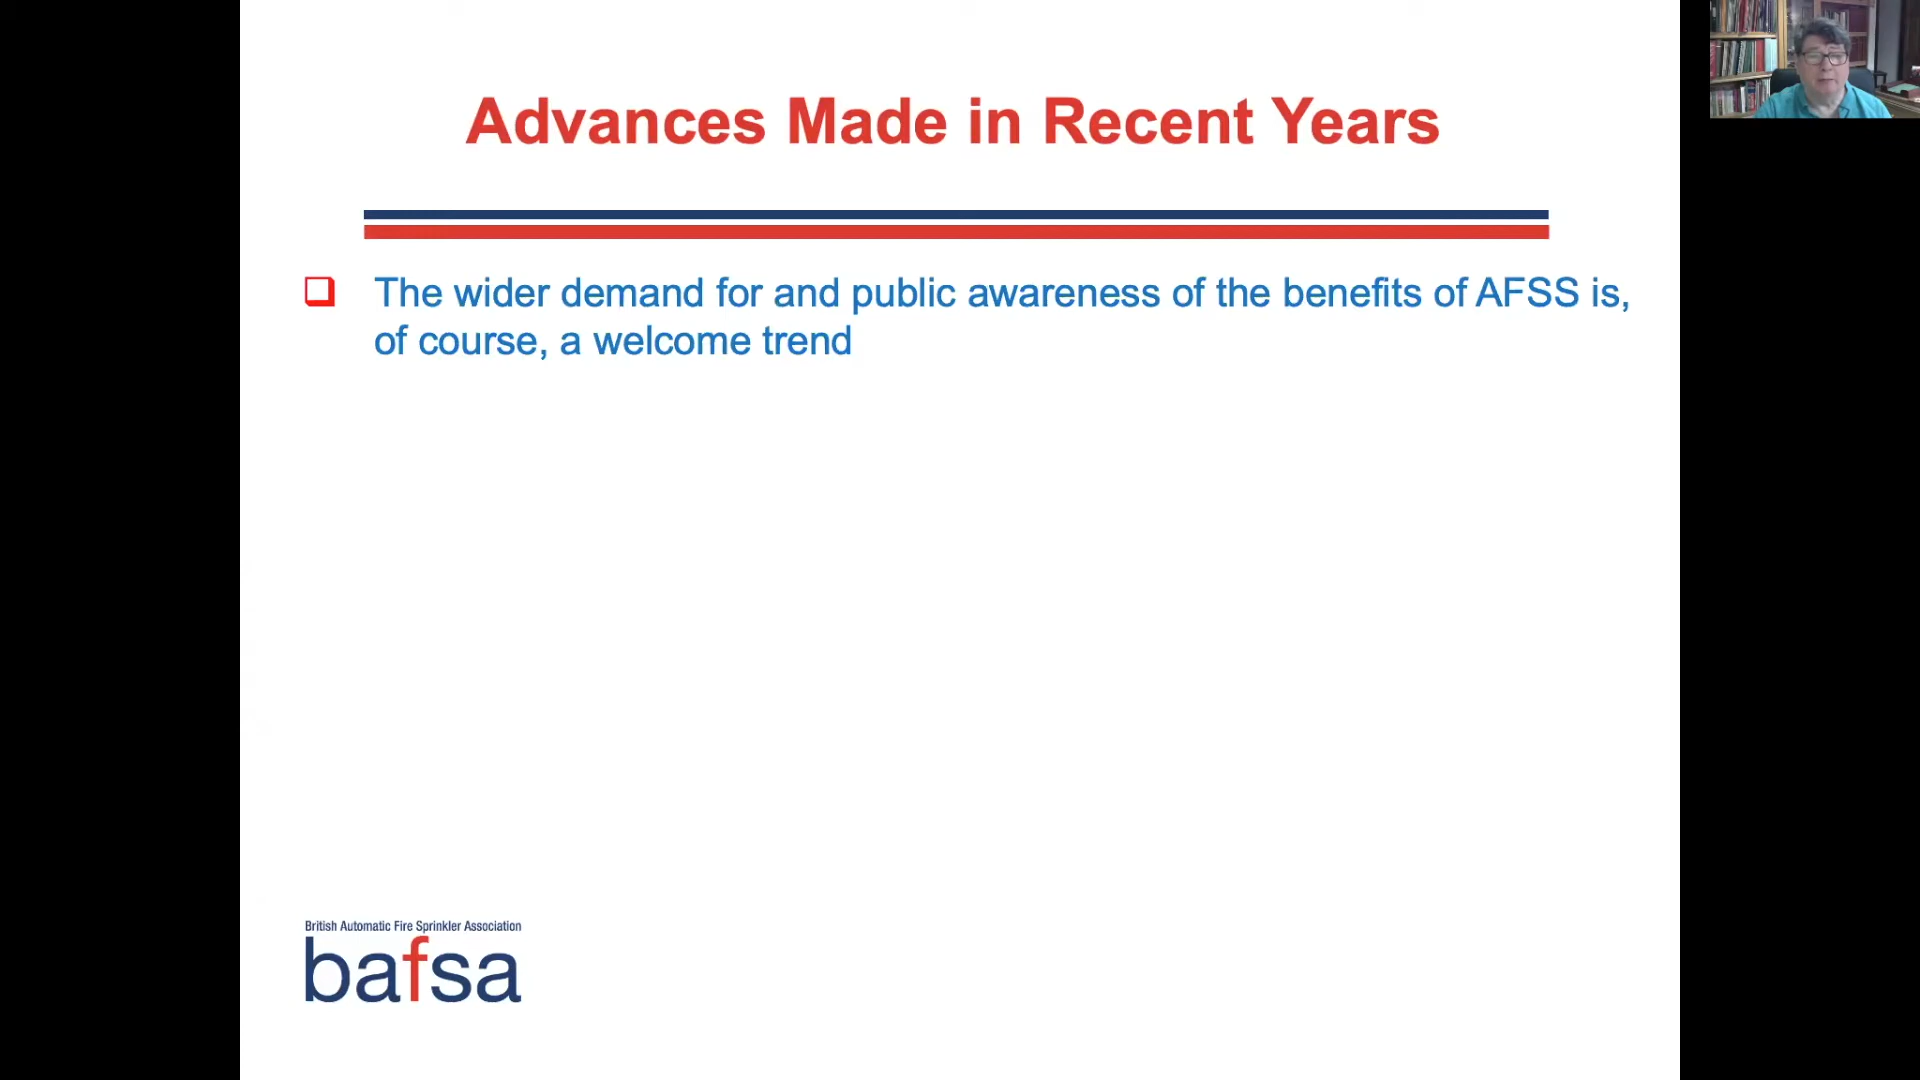 Advances Made in Recent Years
The wider demand for and public awareness of the benefits of AFSS is,
of course, a welcome trend
British Automatic Fire Sprinkler Association
bafsa